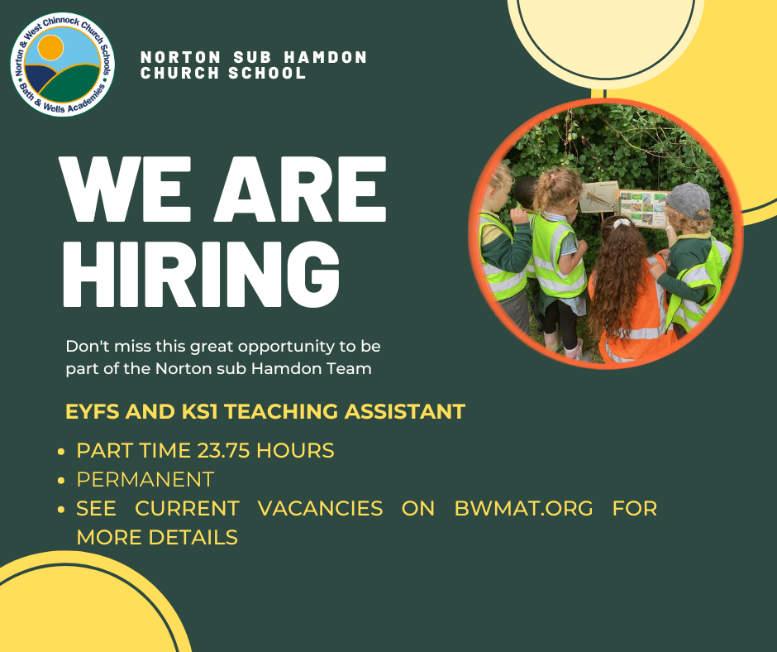 Norton & West Chinnock Church Schools
Bath & Wells Academies
NORTON SUB HAMDON
CHURCH SCHOOL
WE ARE
HIRING
Don't miss this great opportunity to be
part of the Norton sub Hamdon Team
EYFS AND KS1 TEACHING ASSISTANT
• PART TIME 23.75 HOURS
• PERMANENT
• SEE CURRENT VACANCIES ON BWMAT.ORG FOR
MORE DETAILS